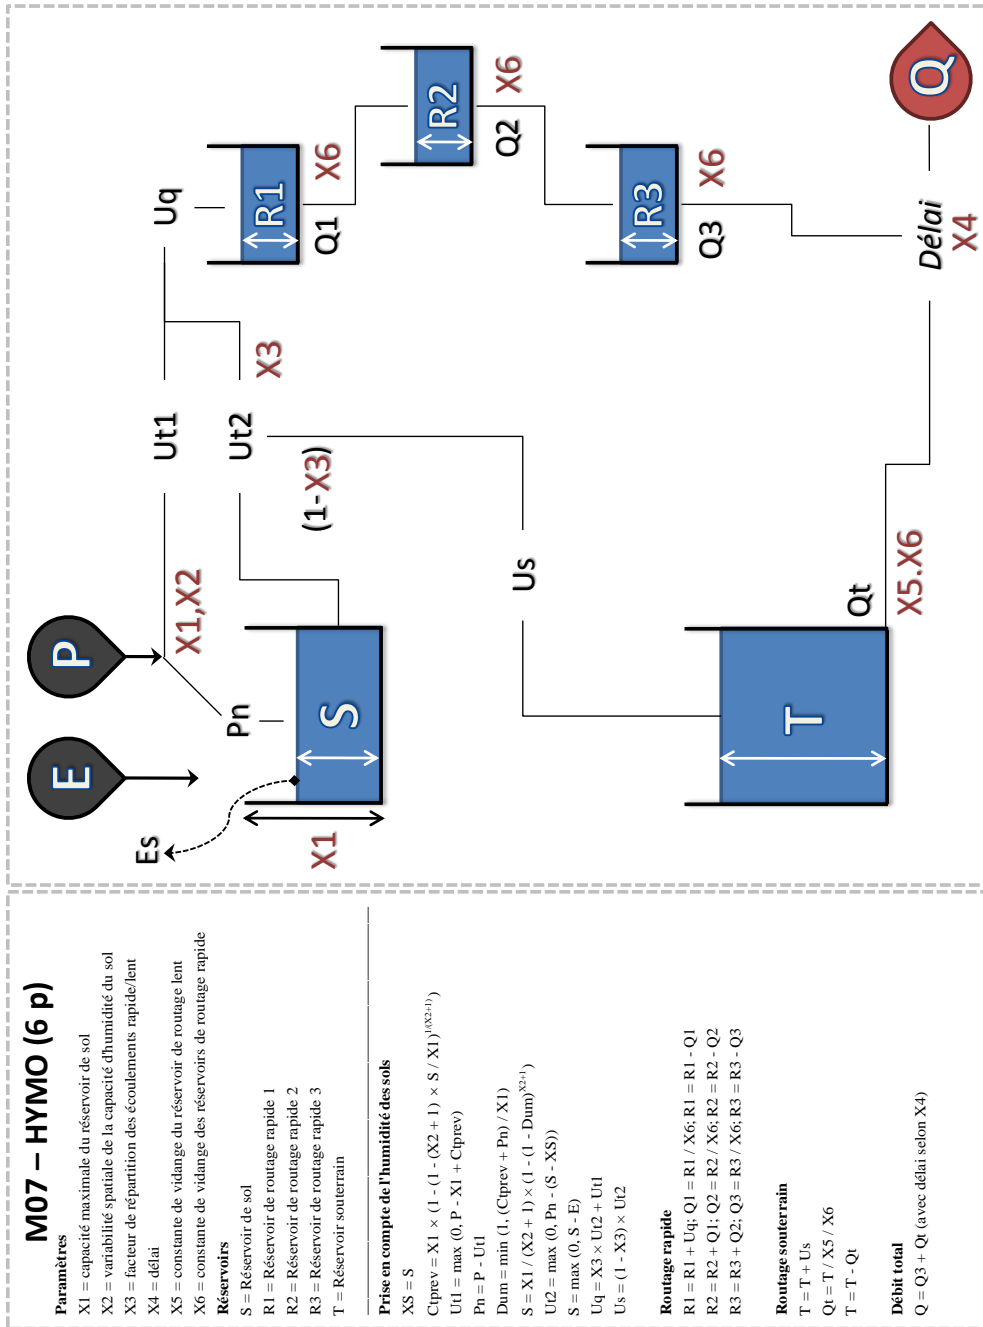 M07 – HYMO (6 p)
Paramètres
X1 = capacité maximale du réservoir de sol
X2 = variabilité spatiale de la capacité d'humidité du sol
X3 = facteur de répartition des écoulements rapide/lent
X4 = délai
X5 = constante de vidange du réservoir de routage lent
X6 = constante de vidange des réservoirs de routage rapide
Réservoirs
S = Réservoir de sol
R1 = Réservoir de routage rapide 1
R2 = Réservoir de routage rapide 2
R3 = Réservoir de routage rapide 3
T = Réservoir souterrain
Prise en compte de l'humidité des sols
XS = S
Ctprev = X1 × (1 - (1 - (X2 + 1) × S / X1)^1/(X2+1))
Ut1 = max (0, P - X1 + Ctprev)
Pn = P - Ut1
Dum = min (1, (Ctprev + Pn) / X1)
S = X1 / (X2 + 1) × (1 - (1 - Dum)^X2+1)
Ut2 = max (0, Pn - (S - XS))
S = max (0, S - E)
Uq = X3 × Ut2 + Ut1
Us = (1 - X3) × Ut2
Routage rapide
R1 = R1 + Uq; Q1 = R1 / X6; R1 = R1 - Q1
R2 = R2 + Q1; Q2 = R2 / X6; R2 = R2 - Q2
R3 = R3 + Q2; Q3 = R3 / X6; R3 = R3 - Q3
Routage souterrain
T = T + Us
Qt = T / X5 / X6
T = T - Qt
Débit total
Q = Q3 + Qt (avec délai selon X4)
E
P
Es
Pn
X1,X2
Ut1
Uq
X1
S
Ut2
X3
(1-X3)
R1
Q1
X6
R2
Q2
X6
Us
R3
Q3
X6
T
Qt
X5.X6
Délai
X4
Q